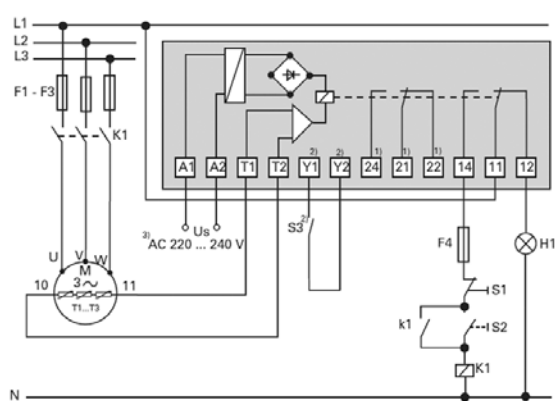 L1
L2
L3
F1 - F3
K1
A1
A2
T1
T2
2)
Y1
2)
Y2
1)
24
1)
21
1)
22
14
11
12
Us
3) AC 220 ... 240 V
S3 2)
F4
H1
U
V
W
M
3 ~
10
11
T1...T3
S1
k1
S2
K1
N